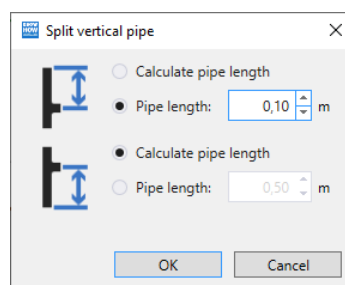 Split vertical pipe
Calculate pipe length
Pipe length: 0,10 m
Calculate pipe length
Pipe length: 0,50 m
OK Cancel